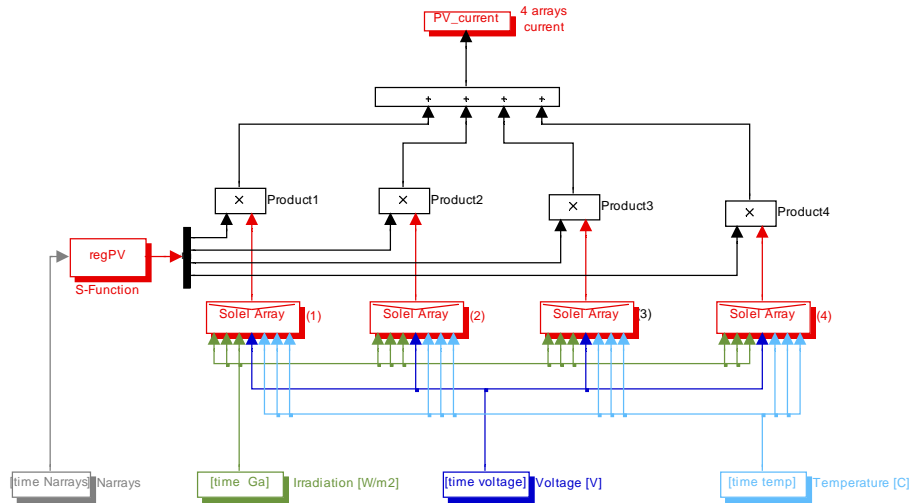 PV_current
4 arrays
current
+ + + +
× Product1
× Product2
× Product3
× Product4
regPV
S-Function
Solel Array (1)
Solel Array (2)
Solel Array 3)
Solel Array (4)
[time Narrays] Narrays
[time Ga] Irradiation [W/m2]
[time voltage] Voltage [V]
[time temp] Temperature [C]